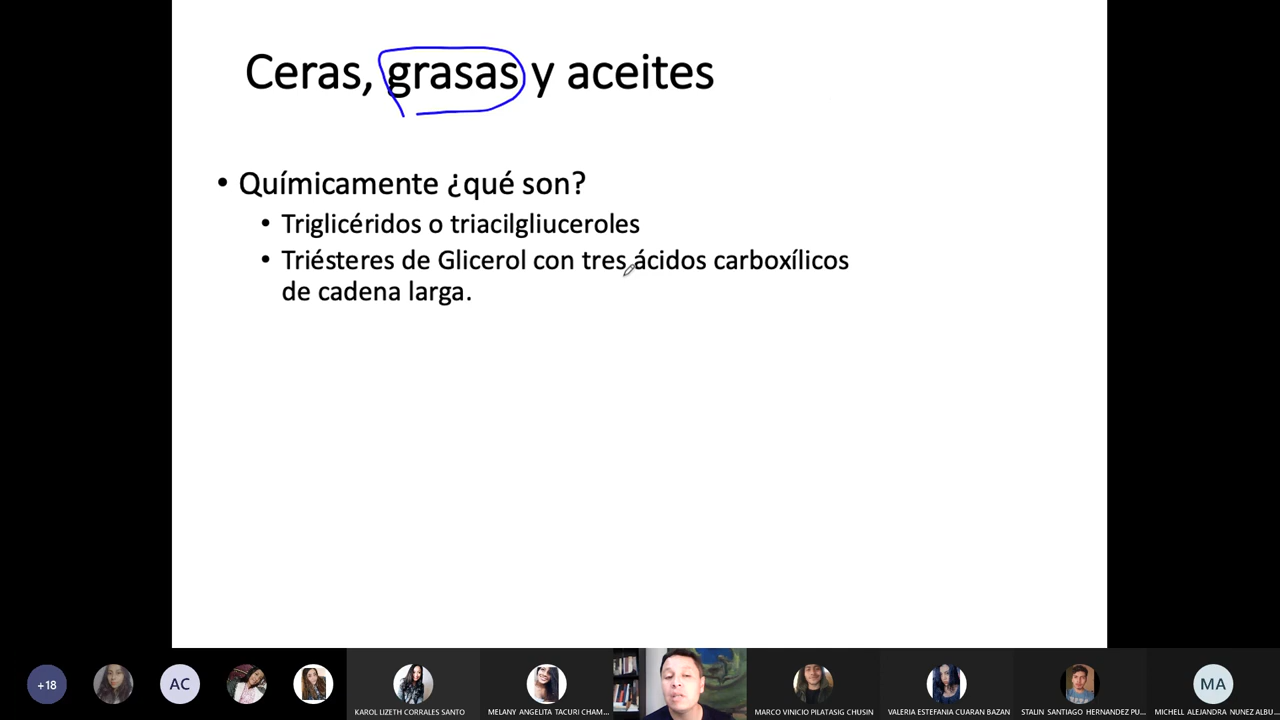 Ceras, grasas y aceites
• Químicamente ¿qué son?
• Triglicéridos o triacilgliuceroles
• Triésteres de Glicerol con tres ácidos carboxílicos
de cadena larga.
+18
AC
KAROL LIZETH CORRALES SANTO
MELANY ANGELITA TACURI CHAM...
MARCO VINICIO PILATASIG CHUSIN
VALERIA ESTEFANIA CUARAN BAZAN
STALIN SANTIAGO HERNANDEZ PU...
MA
MICHELL ALEJANDRA NUNEZ ALBU